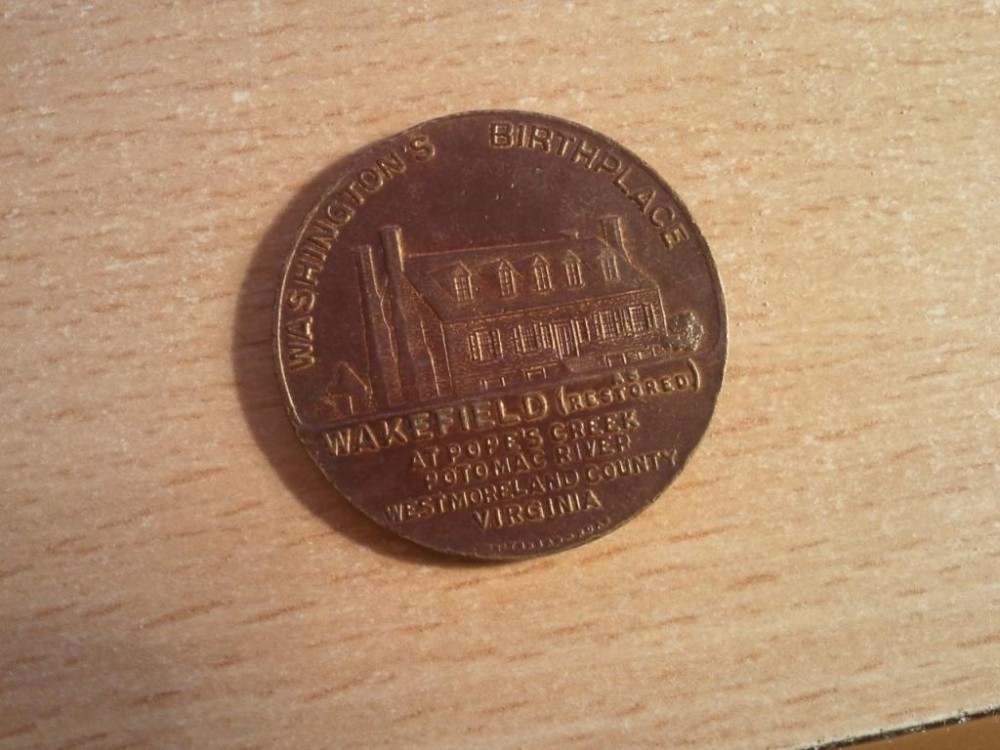 WASHINGTON'S BIRTHPLACE
WAKEFIELD (AS RESTORED)
AT POPE'S CREEK
POTOMAC RIVER
WESTMORELAND COUNTY
VIRGINIA